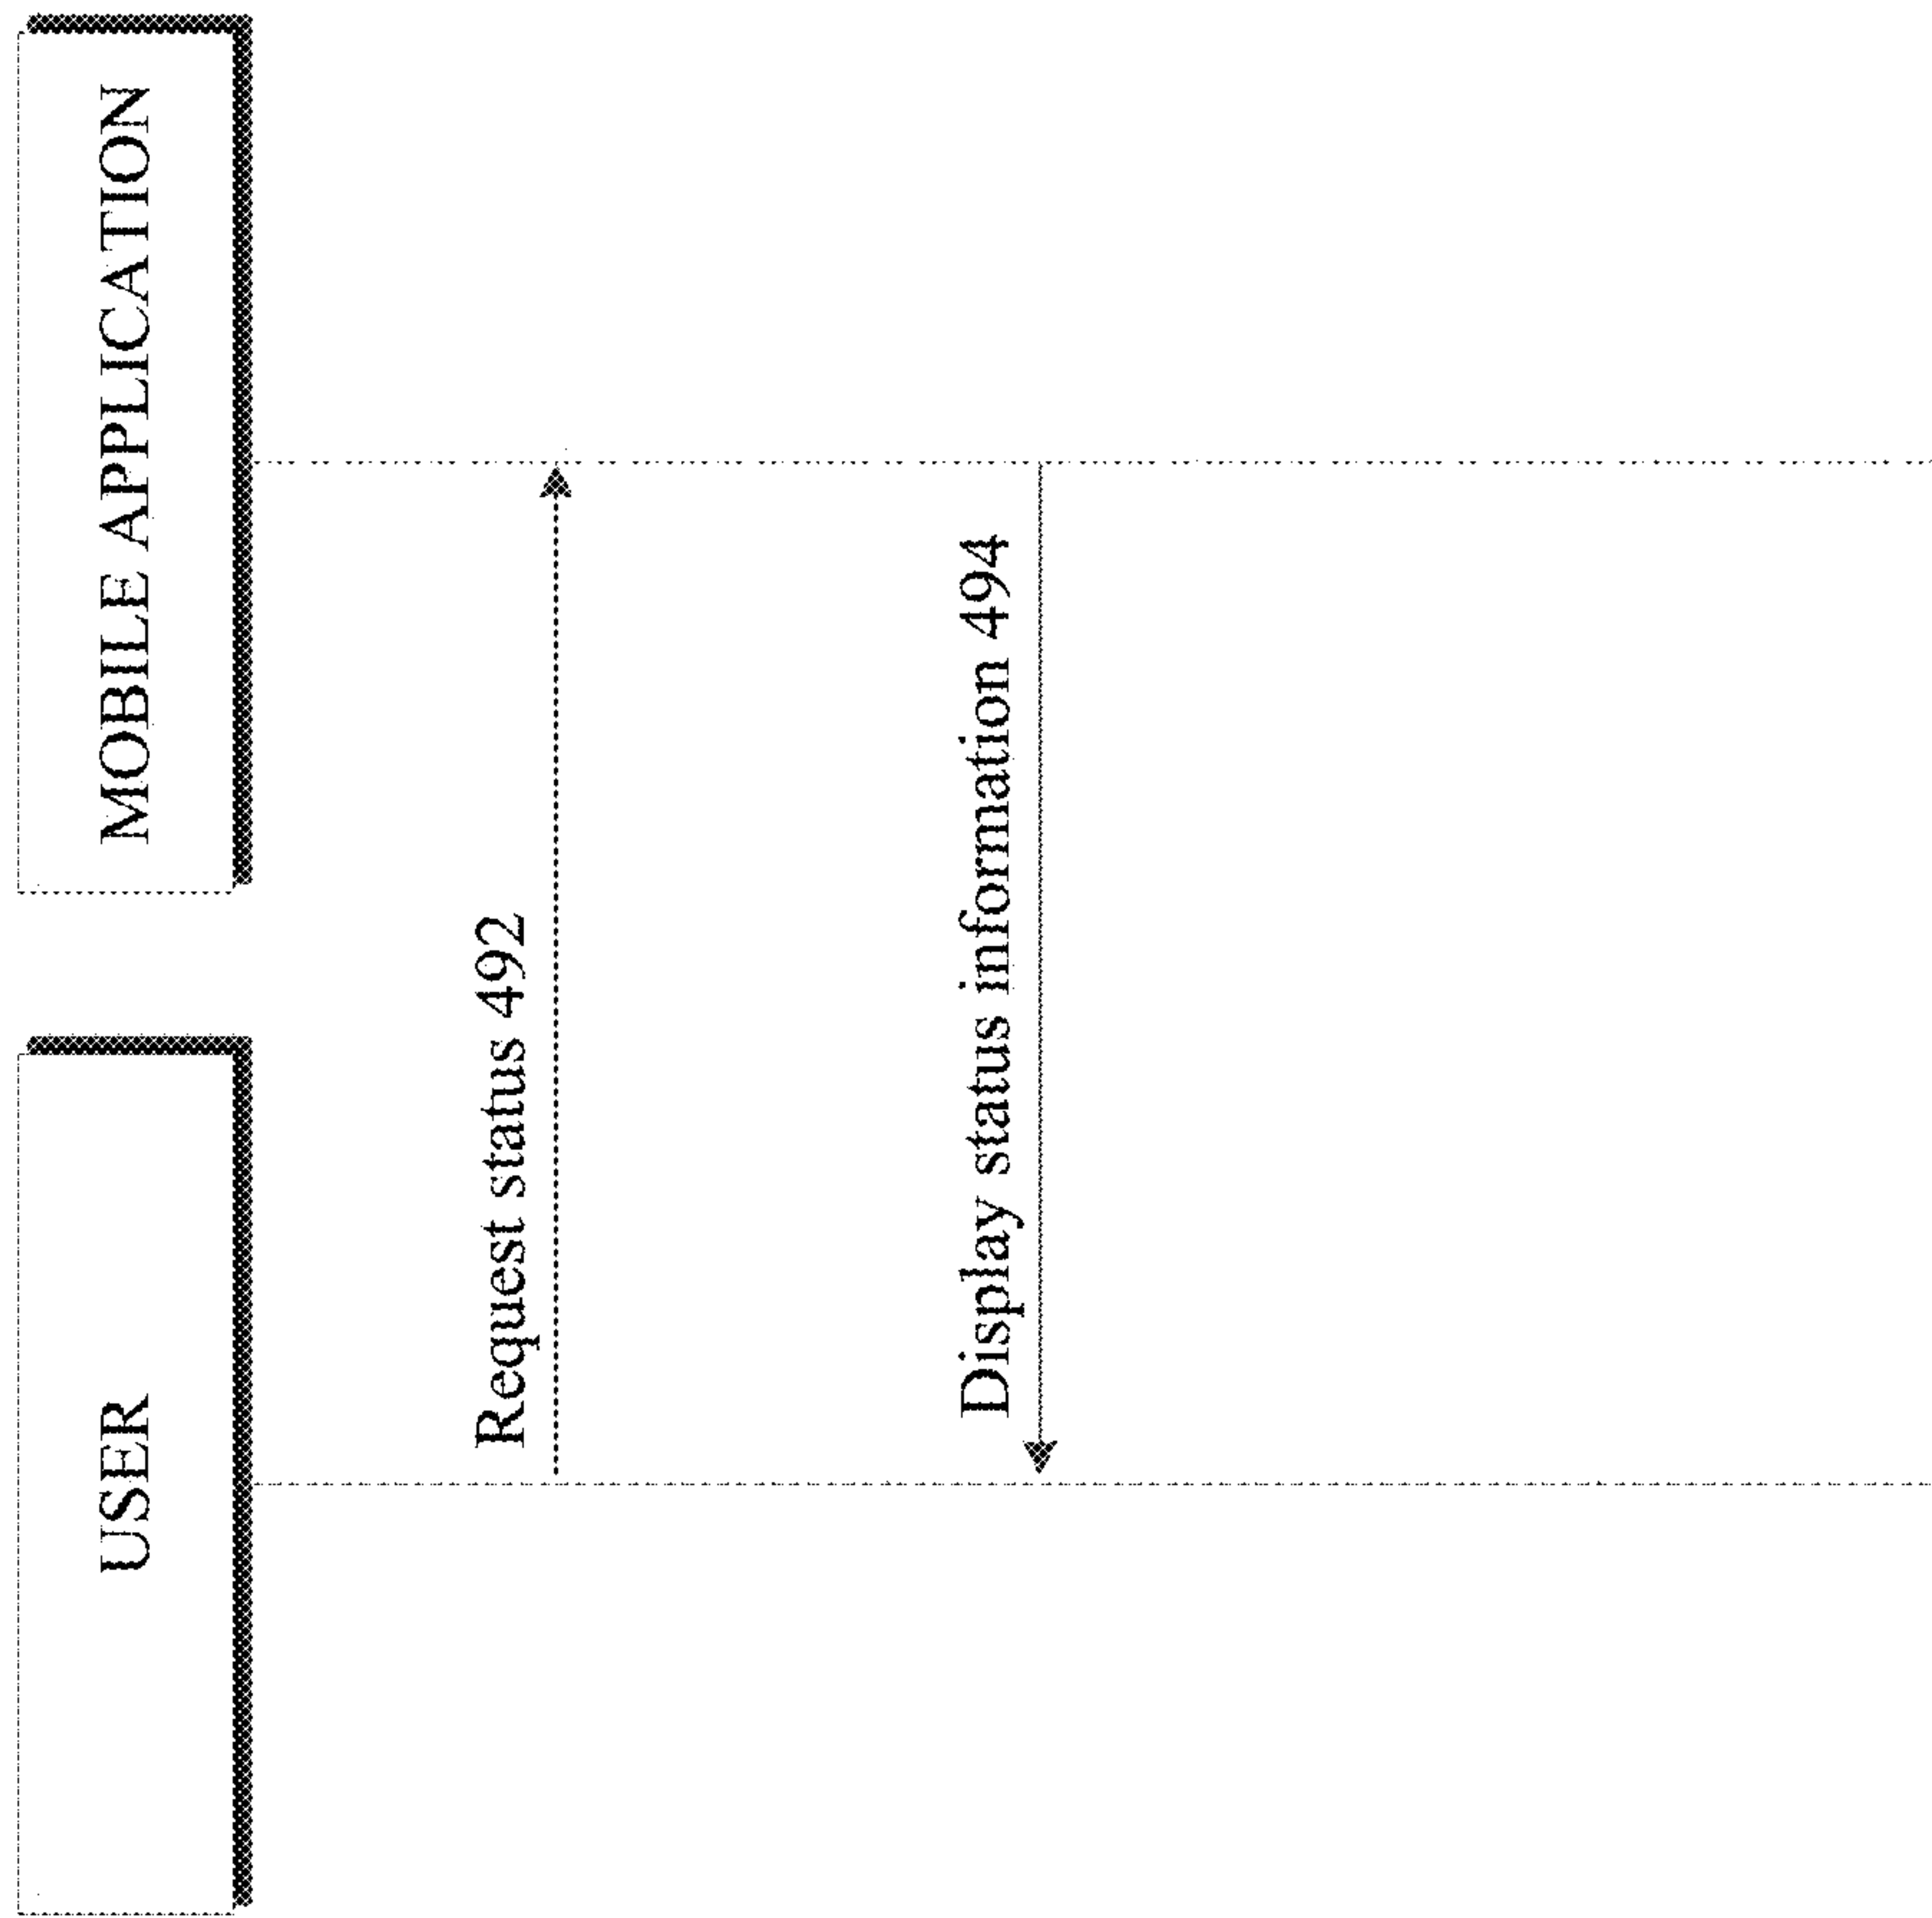 USER
MOBILE APPLICATION
Request status 492
Display status information 494